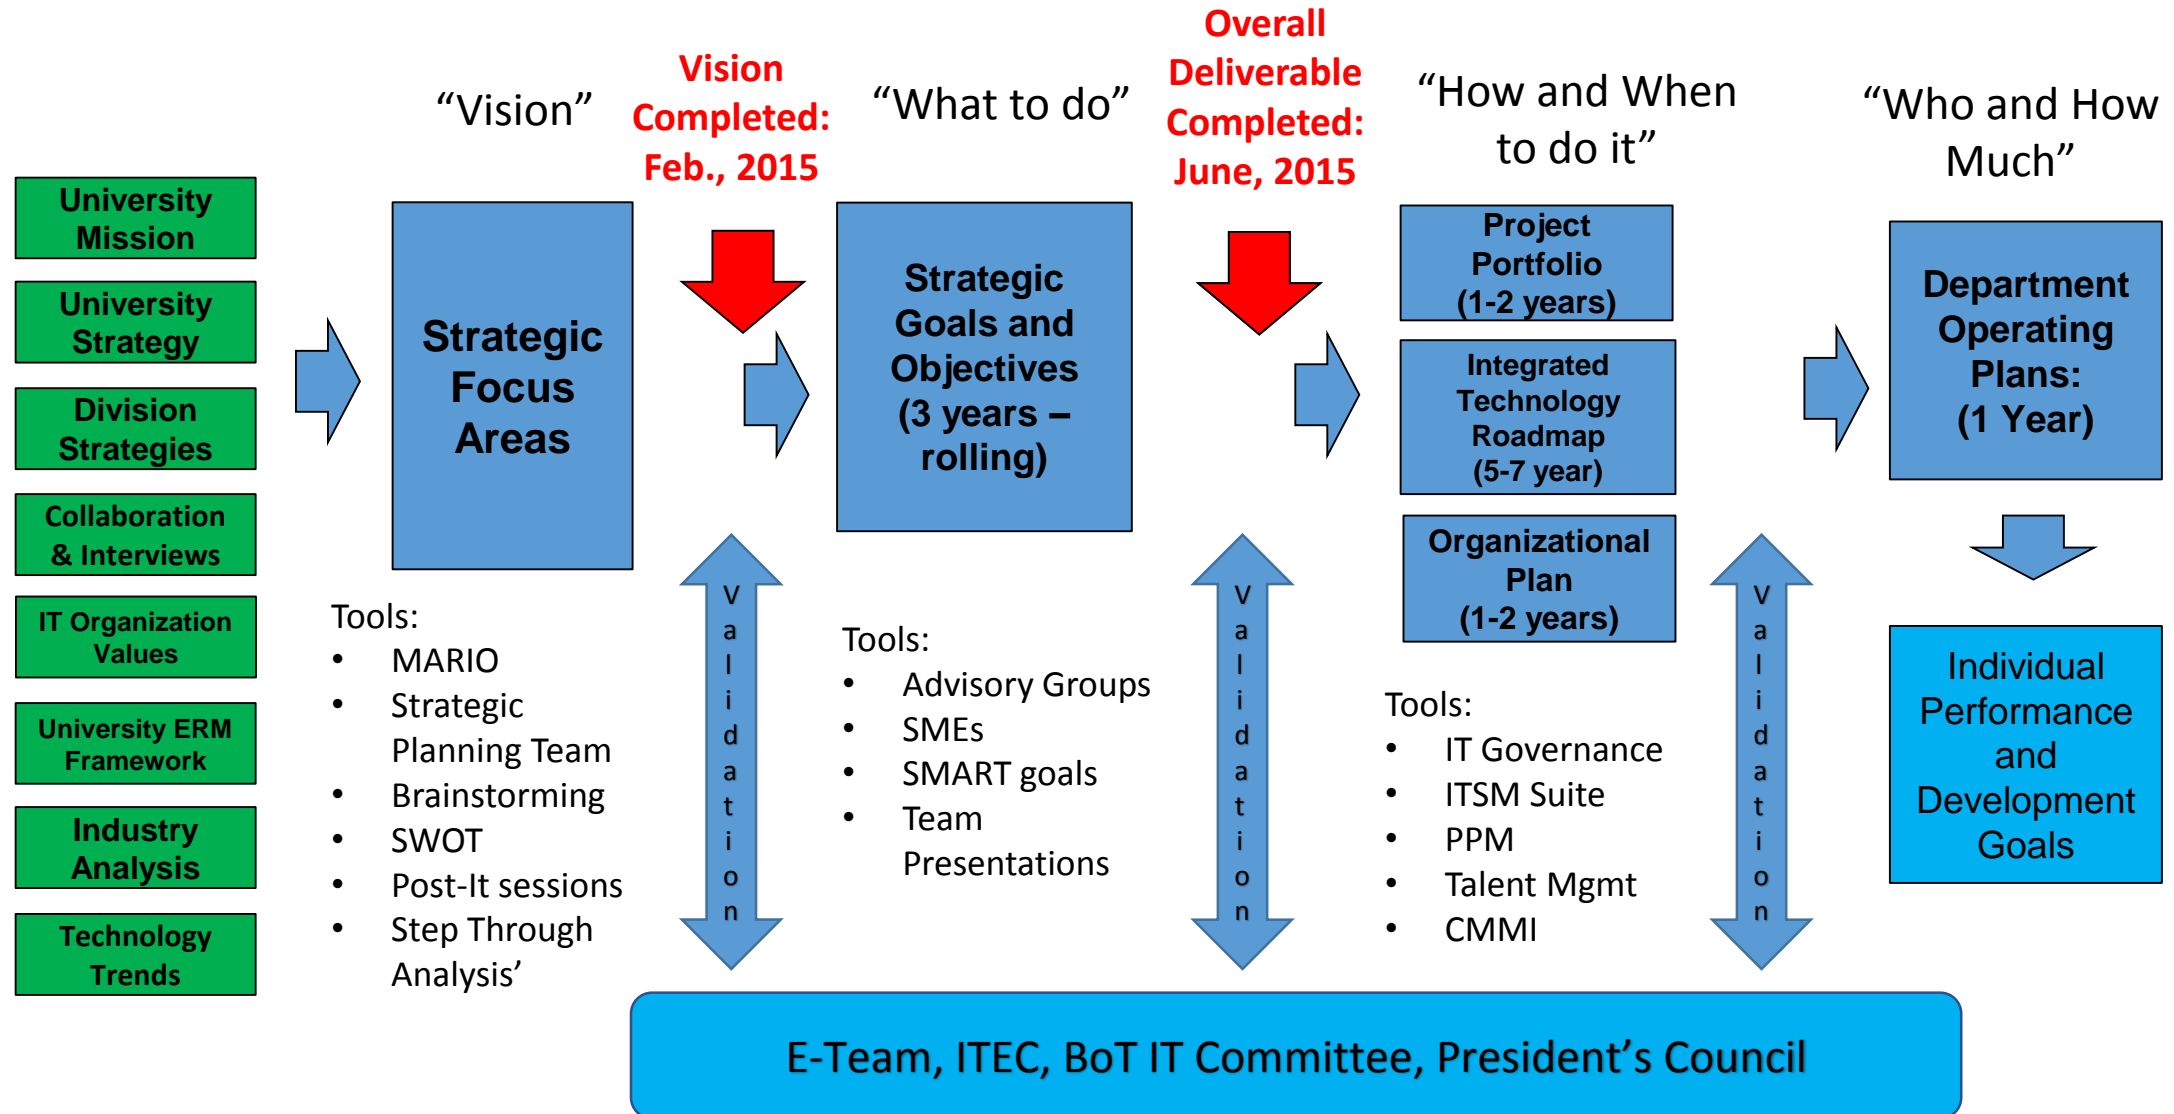 "Vision"
Vision
Completed:
Feb., 2015
"What to do"
Overall
Deliverable
Completed:
June, 2015
"How and When
to do it"
"Who and How
Much"
University
Mission
University
Strategy
Division
Strategies
Collaboration
& Interviews
IT Organization
Values
University ERM
Framework
Industry
Analysis
Technology
Trends
Strategic
Focus
Areas
Tools:
• MARIO
• Strategic
Planning Team
• Brainstorming
• SWOT
• Post-It sessions
• Step Through
Analysis’
Validation
Strategic
Goals and
Objectives
(3 years –
rolling)
Tools:
• Advisory Groups
• SMEs
• SMART goals
• Team
Presentations
Validation
Project
Portfolio
(1-2 years)
Integrated
Technology
Roadmap
(5-7 year)
Organizational
Plan
(1-2 years)
Tools:
• IT Governance
• ITSM Suite
• PPM
• Talent Mgmt
• CMMI
Validation
Department
Operating
Plans:
(1 Year)
Individual
Performance
and
Development
Goals
E-Team, ITEC, BoT IT Committee, President’s Council